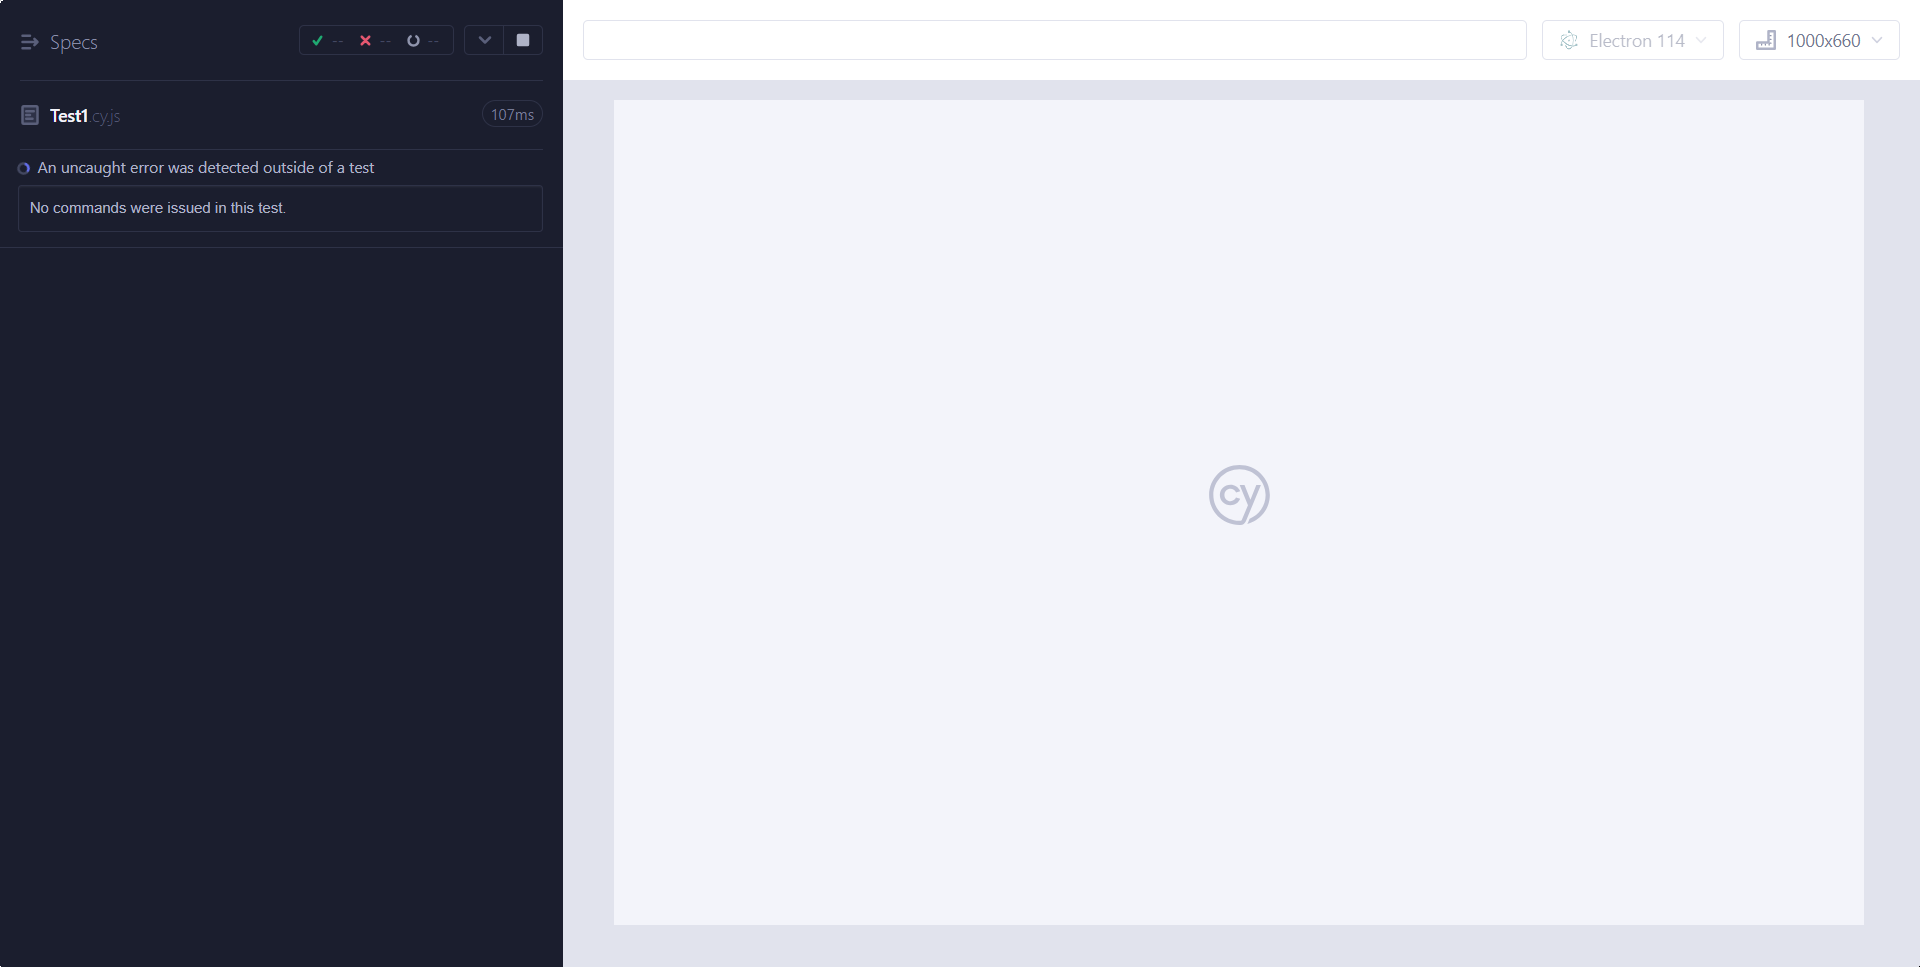 Specs
-- -- --
Test1.cy.js
107ms
An uncaught error was detected outside of a test
No commands were issued in this test.
Electron 114
1000x660
cy